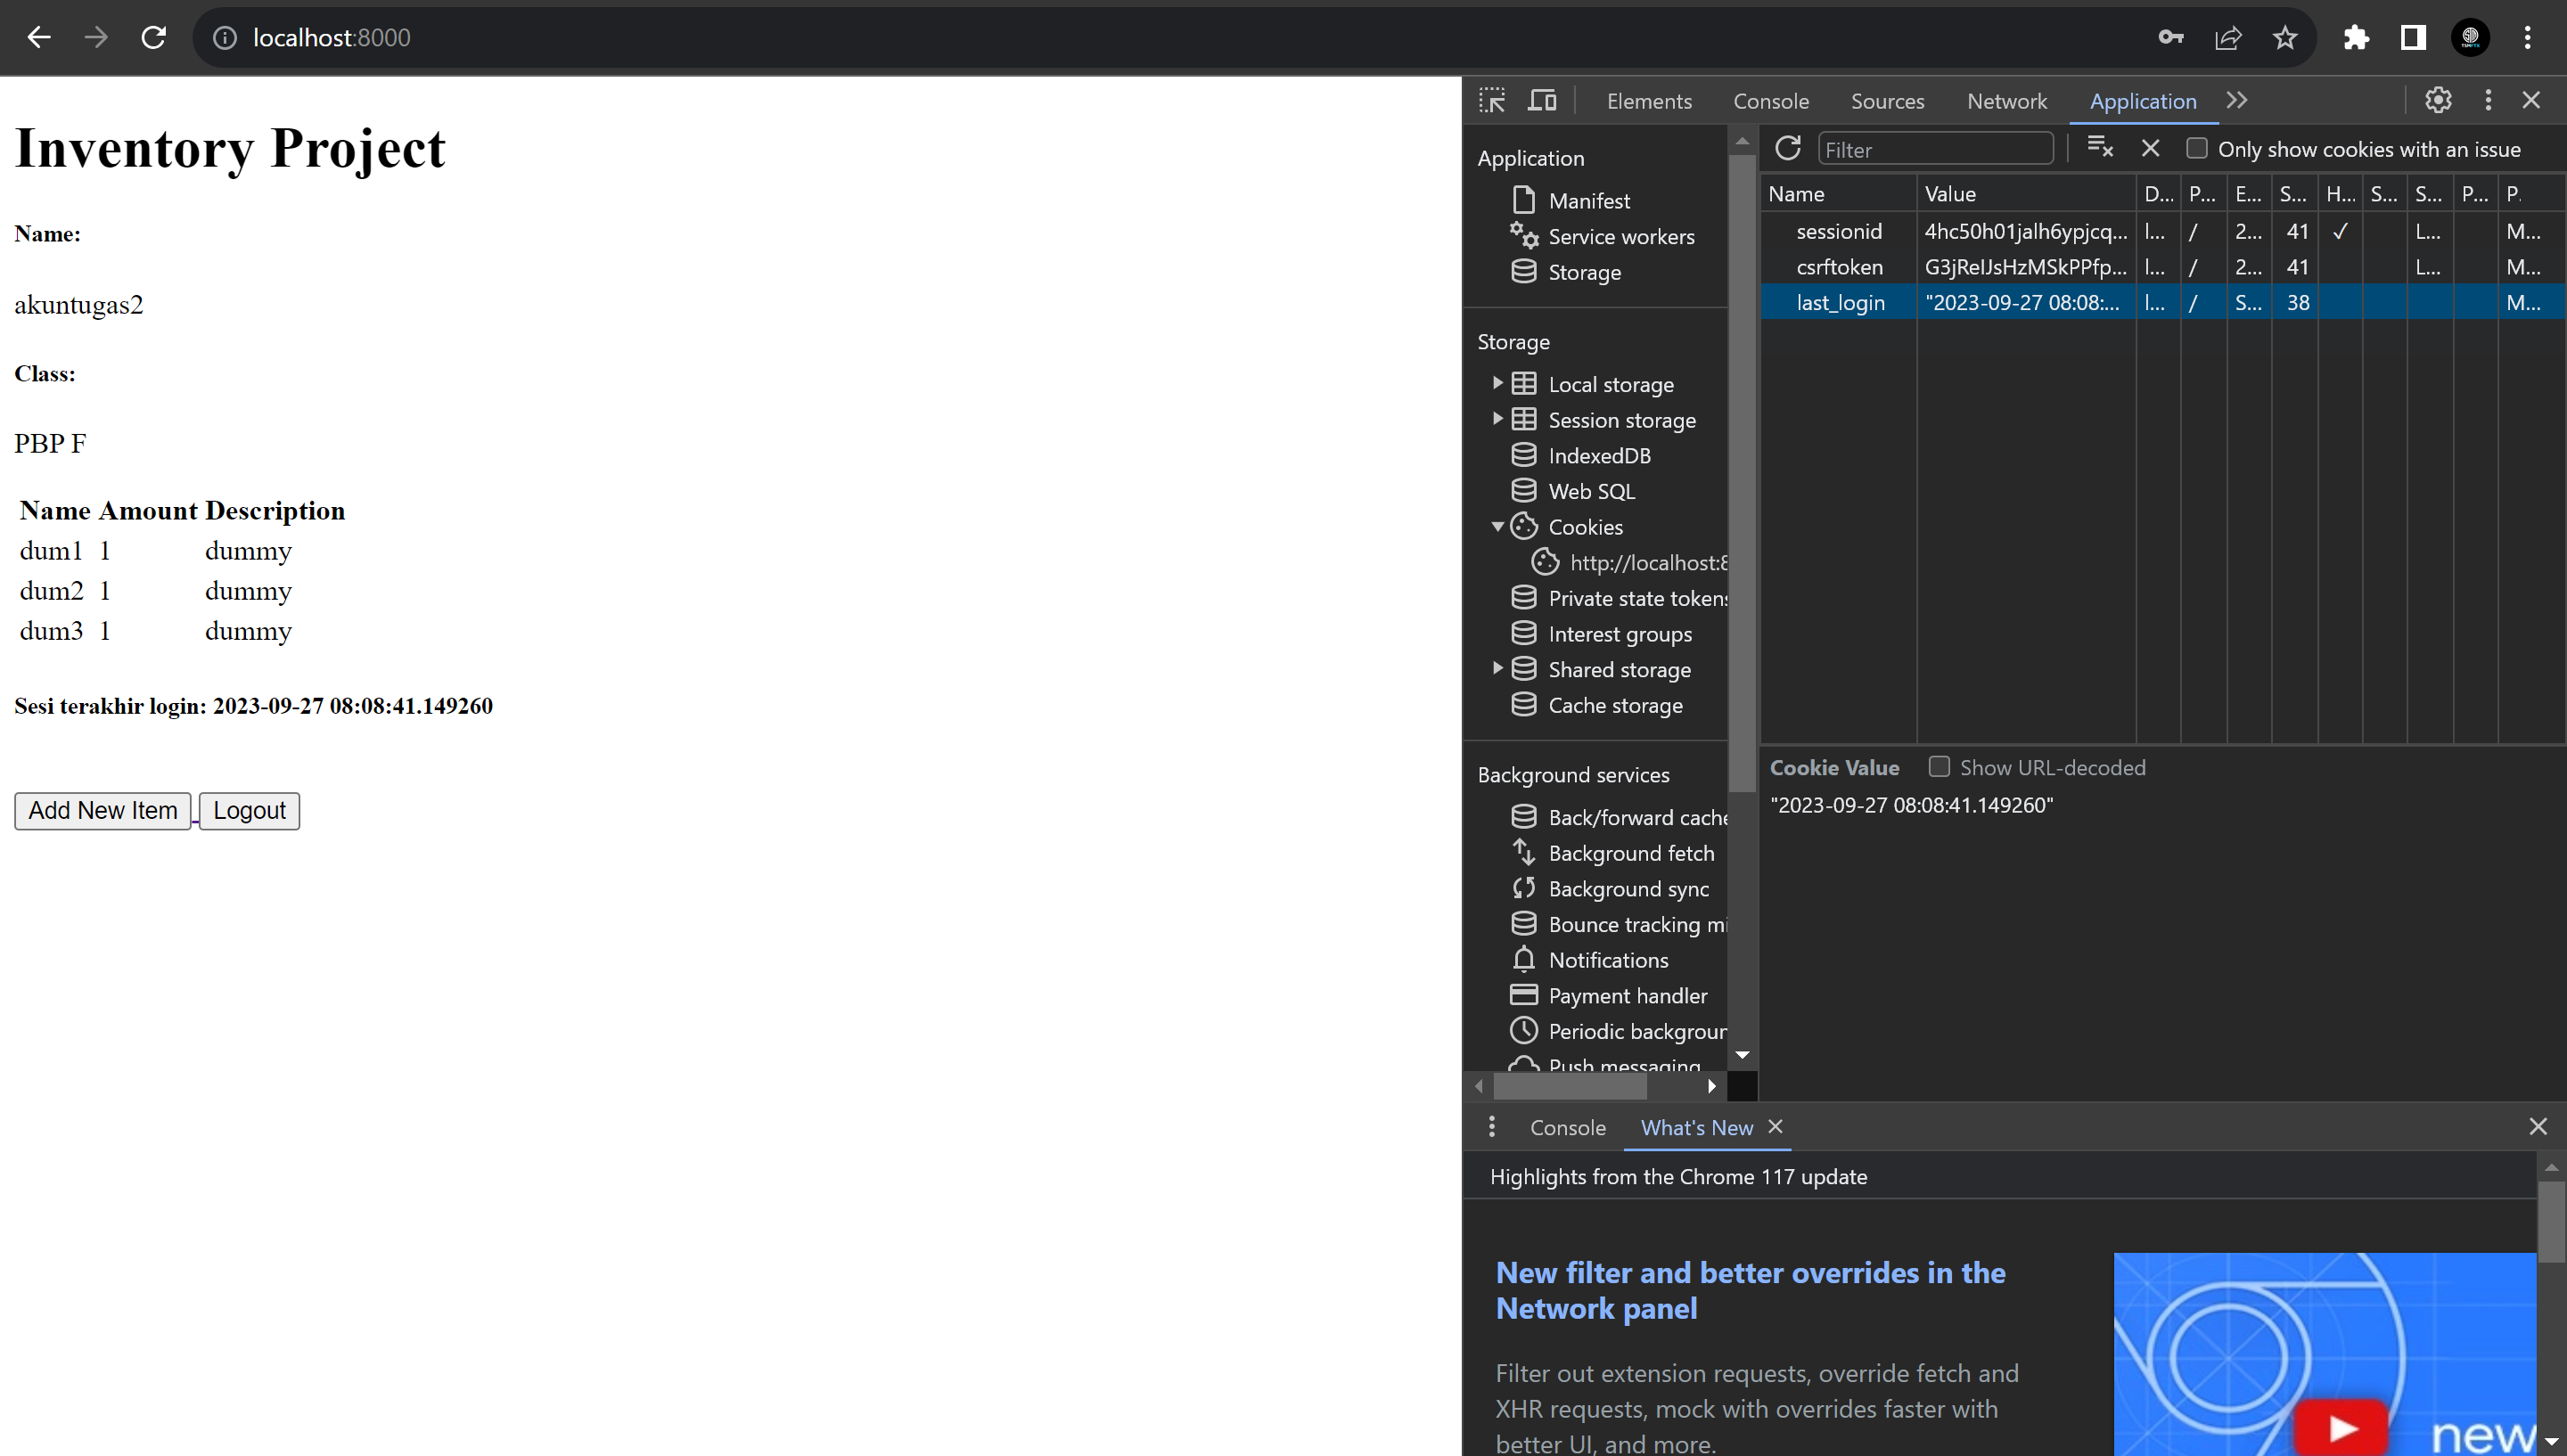 localhost:8000
Inventory Project
Name:
akuntugas2
Class:
PBP F
Name Amount Description
dum1 1 dummy
dum2 1 dummy
dum3 1 dummy
Sesi terakhir login: 2023-09-27 08:08:41.149260
Add New Item Logout
Elements Console Sources Network Application
Application
Manifest
Service workers
Storage
Storage
Local storage
Session storage
IndexedDB
Web SQL
Cookies
http://localhost:8
Private state tokens
Interest groups
Shared storage
Cache storage
Background services
Back/forward cache
Background fetch
Background sync
Bounce tracking mi
Notifications
Payment handler
Periodic backgroun
Push messaging
Filter Only show cookies with an issue
Name Value D... P... E... S... H... S... S... P... P.
sessionid 4hc50h01jalh6ypjcq... l... / 2... 41 ✓ L... M...
csrftoken G3jRelJsHzMSkPPfp... l... / 2... 41 L... M...
last_login "2023-09-27 08:08:... l... / S... 38 M...
Cookie Value Show URL-decoded
"2023-09-27 08:08:41.149260"
Console What's New
Highlights from the Chrome 117 update
New filter and better overrides in the
Network panel
Filter out extension requests, override fetch and
XHR requests, mock with overrides faster with
better UI, and more.
new